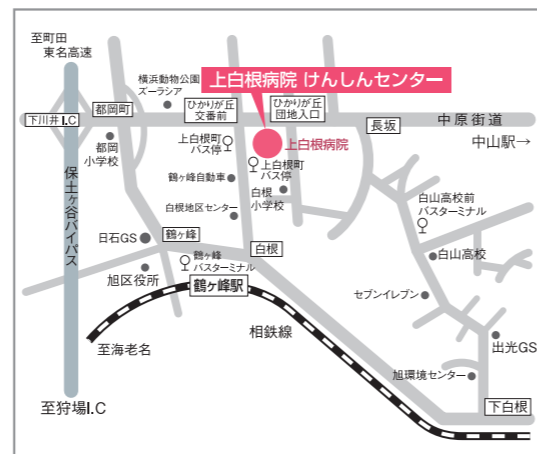 至町田
東名高速
横浜動物公園
ズーラシア
上白根病院 けんしんセンター
下川井 I.C
都岡町
ひかりが丘
交番前
ひかりが丘
団地入口
長坂
中原街道
中山駅→
都岡
小学校
上白根町
バス停
上白根病院
上白根町
バス停
鶴ヶ峰自動車
白根
小学校
白根地区センター
白山高校前
バスターミナル
保土ヶ谷バイパス
日石GS
鶴ヶ峰
白根
白山高校
旭区役所
鶴ヶ峰
バスターミナル
鶴ヶ峰駅
セブンイレブン
相鉄線
至海老名
出光GS
旭環境センター
至狩場I.C
下白根